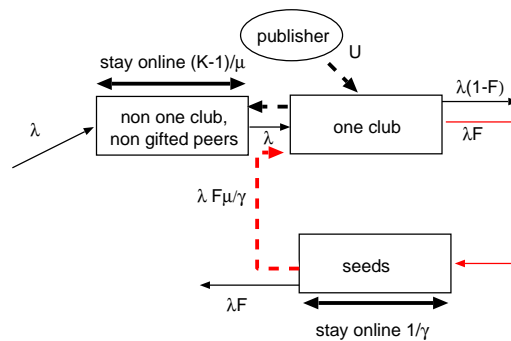 publisher
U
stay online (K-1)/μ
λ
non one club,
non gifted peers
λ
one club
λ(1-F)
λF
λ Fμ/γ
seeds
λF
stay online 1/γ